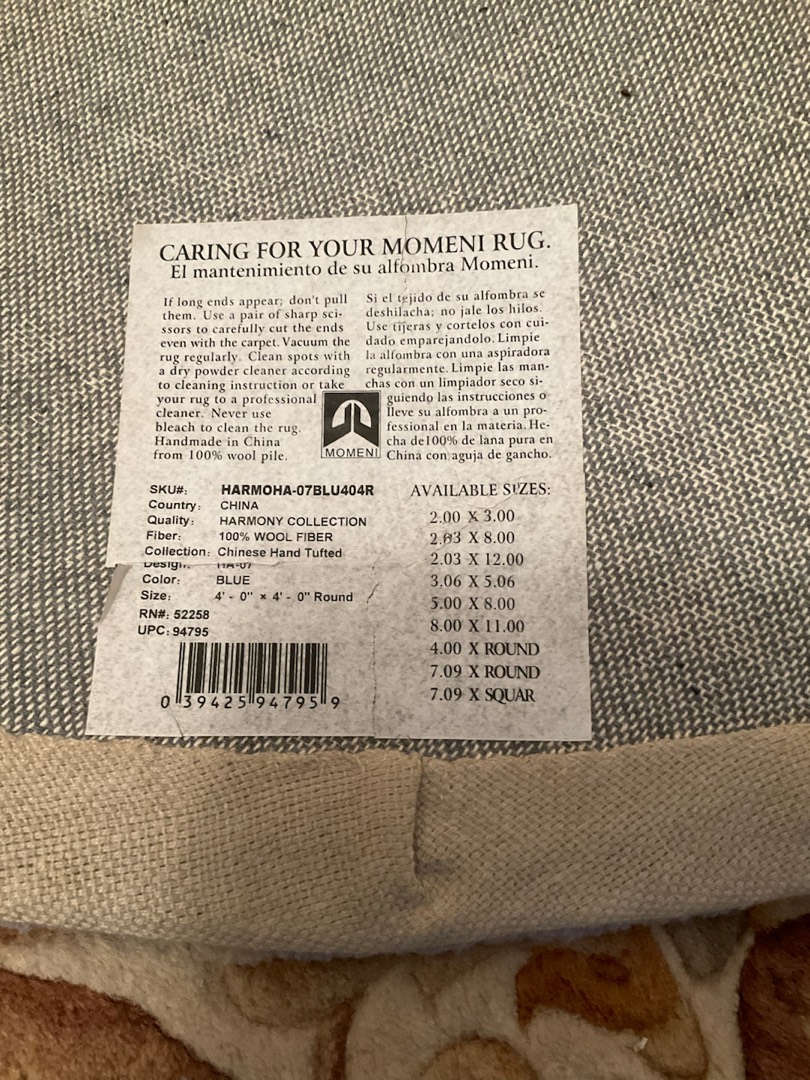 CARING FOR YOUR MOMENI RUG.
El mantenimiento de su alfombra Momeni.
If long ends appear; don't pull
them. Use a pair of sharp sci-
ssors to carefully cut the ends
even with the carpet. Vacuum the
rug regularly. Clean spots with
a dry powder cleaner according
to cleaning instruction or take
your rug to a professional
cleaner. Never use
bleach to clean the rug.
Handmade in China
from 100% wool pile.
Si el tejido de su alfombra se
deshilacha; no jale los hilos.
Use tijeras y cortelos con cui-
dado emparejandolo. Limpie
la alfombra con una aspiradora
regularmente. Limpie las man-
chas con un limpiador seco si-
guiendo las instrucciones o
lleve su alfombra a un pro-
fessional en la materia. He-
cha de100% de lana pura en
China con aguja de gancho.
MOMENI
SKU#: HARMOHA-07BLU404R
Country: CHINA
Quality: HARMONY COLLECTION
Fiber: 100% WOOL FIBER
Collection: Chinese Hand Tufted
Design: HA-07
Color: BLUE
Size: 4' - 0" × 4' - 0" Round
RN#: 52258
UPC: 94795
0 39425 94795 9
AVAILABLE SIZES:
2.00 X 3.00
2.03 X 8.00
2.03 X 12.00
3.06 X 5.06
5.00 X 8.00
8.00 X 11.00
4.00 X ROUND
7.09 X ROUND
7.09 X SQUAR